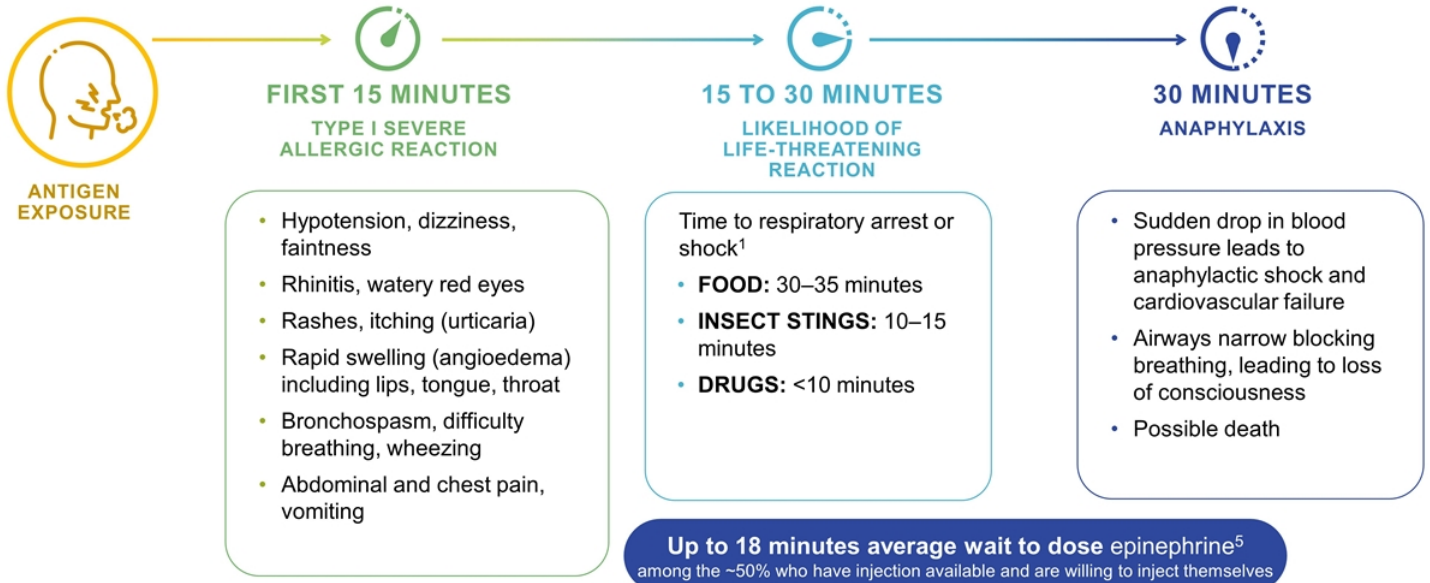 ANTIGEN
EXPOSURE
FIRST 15 MINUTES
TYPE I SEVERE
ALLERGIC REACTION
• Hypotension, dizziness,
faintness
• Rhinitis, watery red eyes
• Rashes, itching (urticaria)
• Rapid swelling (angioedema)
including lips, tongue, throat
• Bronchospasm, difficulty
breathing, wheezing
• Abdominal and chest pain,
vomiting
15 TO 30 MINUTES
LIKELIHOOD OF
LIFE-THREATENING
REACTION
Time to respiratory arrest or
shock¹
• FOOD: 30–35 minutes
• INSECT STINGS: 10–15
minutes
• DRUGS: <10 minutes
30 MINUTES
ANAPHYLAXIS
• Sudden drop in blood
pressure leads to
anaphylactic shock and
cardiovascular failure
• Airways narrow blocking
breathing, leading to loss
of consciousness
• Possible death
Up to 18 minutes average wait to dose epinephrine⁵
among the ~50% who have injection available and are willing to inject themselves